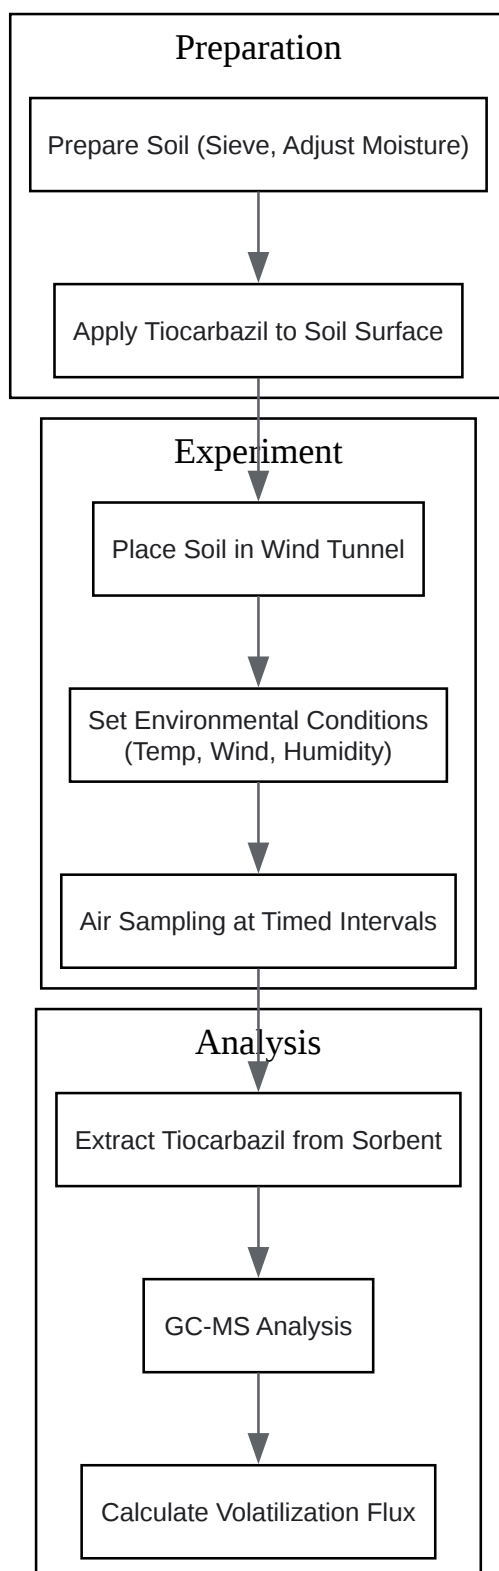 Preparation
Prepare Soil (Sieve, Adjust Moisture)
Apply Tiocarbazil to Soil Surface
Experiment
Place Soil in Wind Tunnel
Set Environmental Conditions
(Temp, Wind, Humidity)
Air Sampling at Timed Intervals
Analysis
Extract Tiocarbazil from Sorbent
GC-MS Analysis
Calculate Volatilization Flux